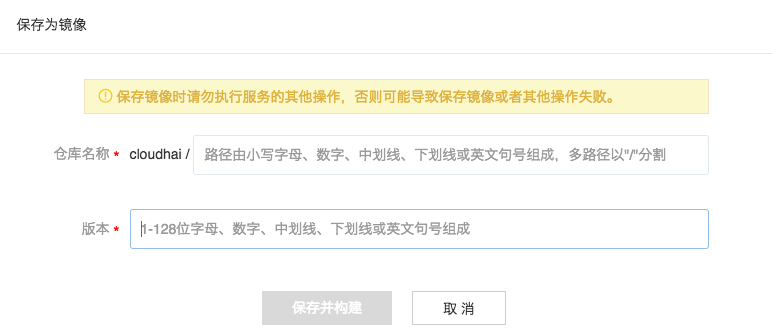 保存为镜像
保存镜像时请勿执行服务的其他操作，否则可能导致保存镜像或者其他操作失败。
仓库名称 * cloudhai / 路径由小写字母、数字、中划线、下划线或英文句号组成，多路径以"/"分割
版本 * 1-128位字母、数字、中划线、下划线或英文句号组成
保存并构建 取 消